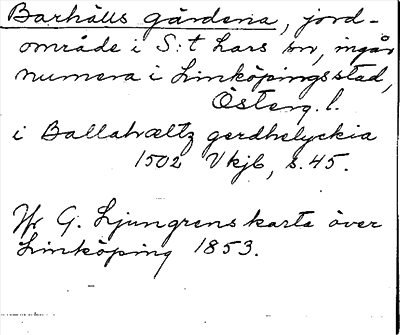 Barhälls gärdena, jord-
område i S:t Lars sn, ingår
numera i Linköpings stad,
Österg. l.
i Ballahæltz gerdhelyckia
1502 Vkjb, s. 45.
Jfr G. Ljungrens karta över
Linköping 1853.